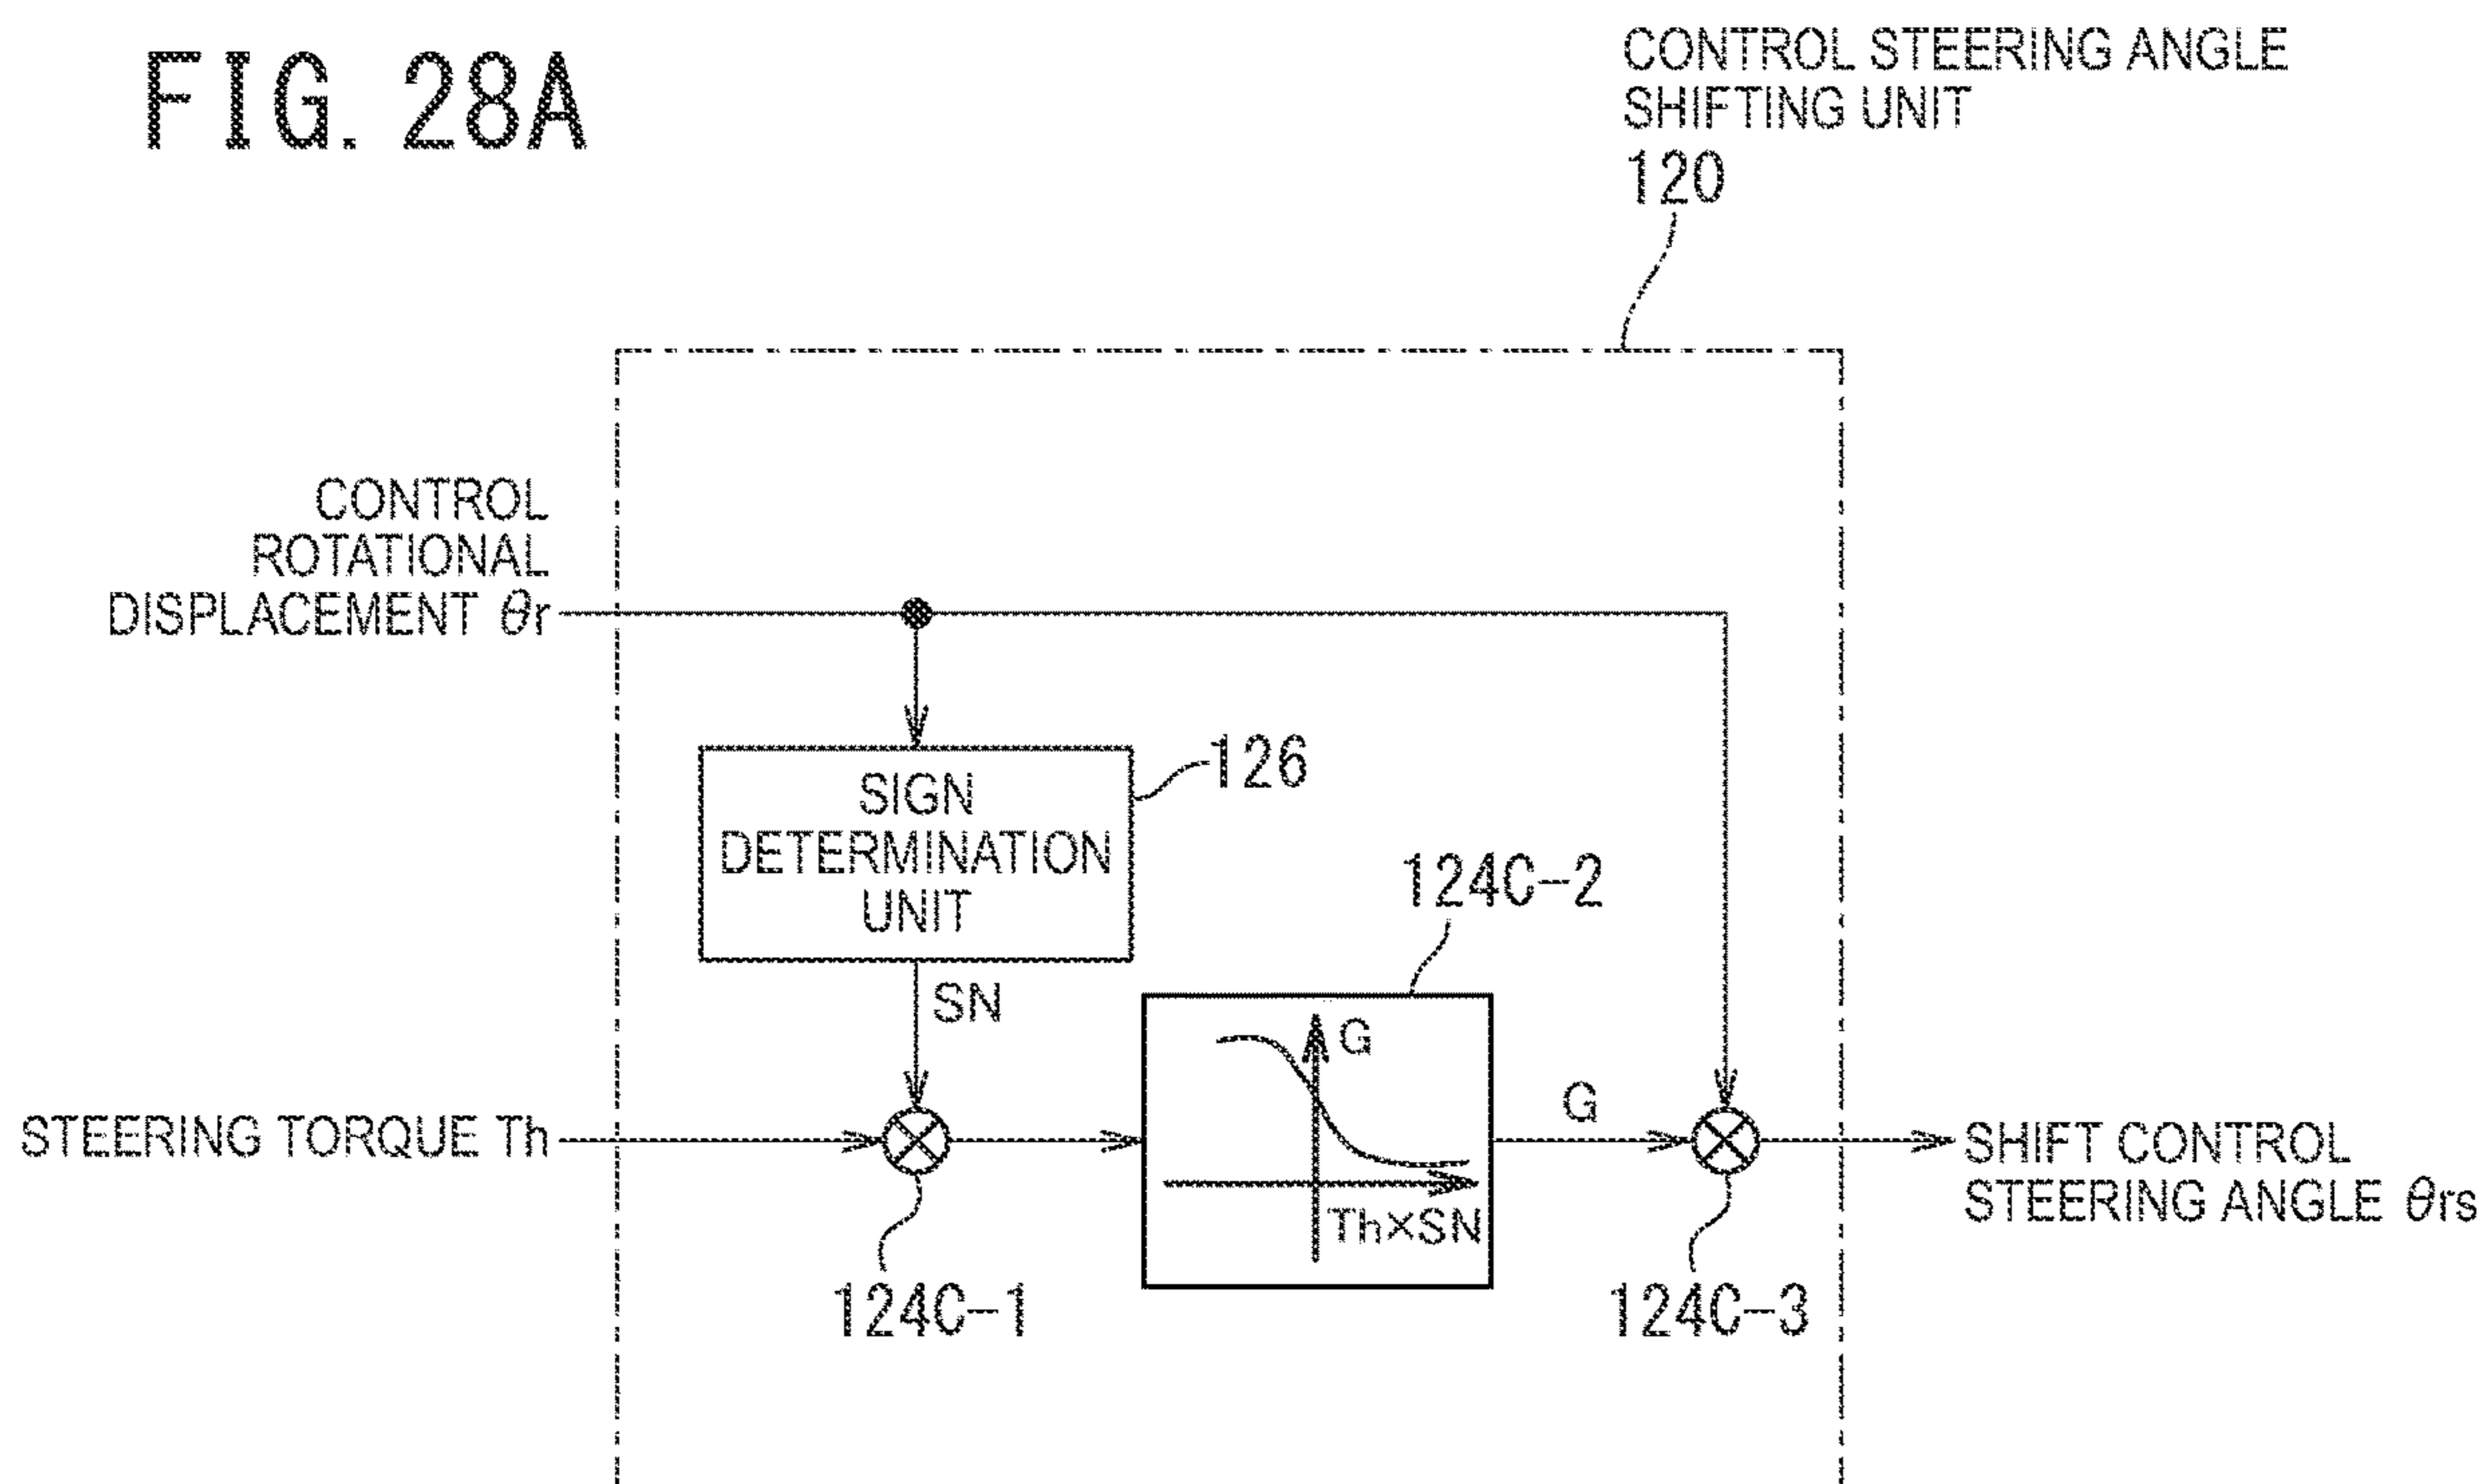 FIG. 28A
CONTROL STEERING ANGLE
SHIFTING UNIT
120
CONTROL
ROTATIONAL
DISPLACEMENT θr
SIGN
DETERMINATION
UNIT
126
124C-2
SN
G
Th×SN
G
STEERING TORQUE Th
SHIFT CONTROL
STEERING ANGLE θrs
124C-1
124C-3